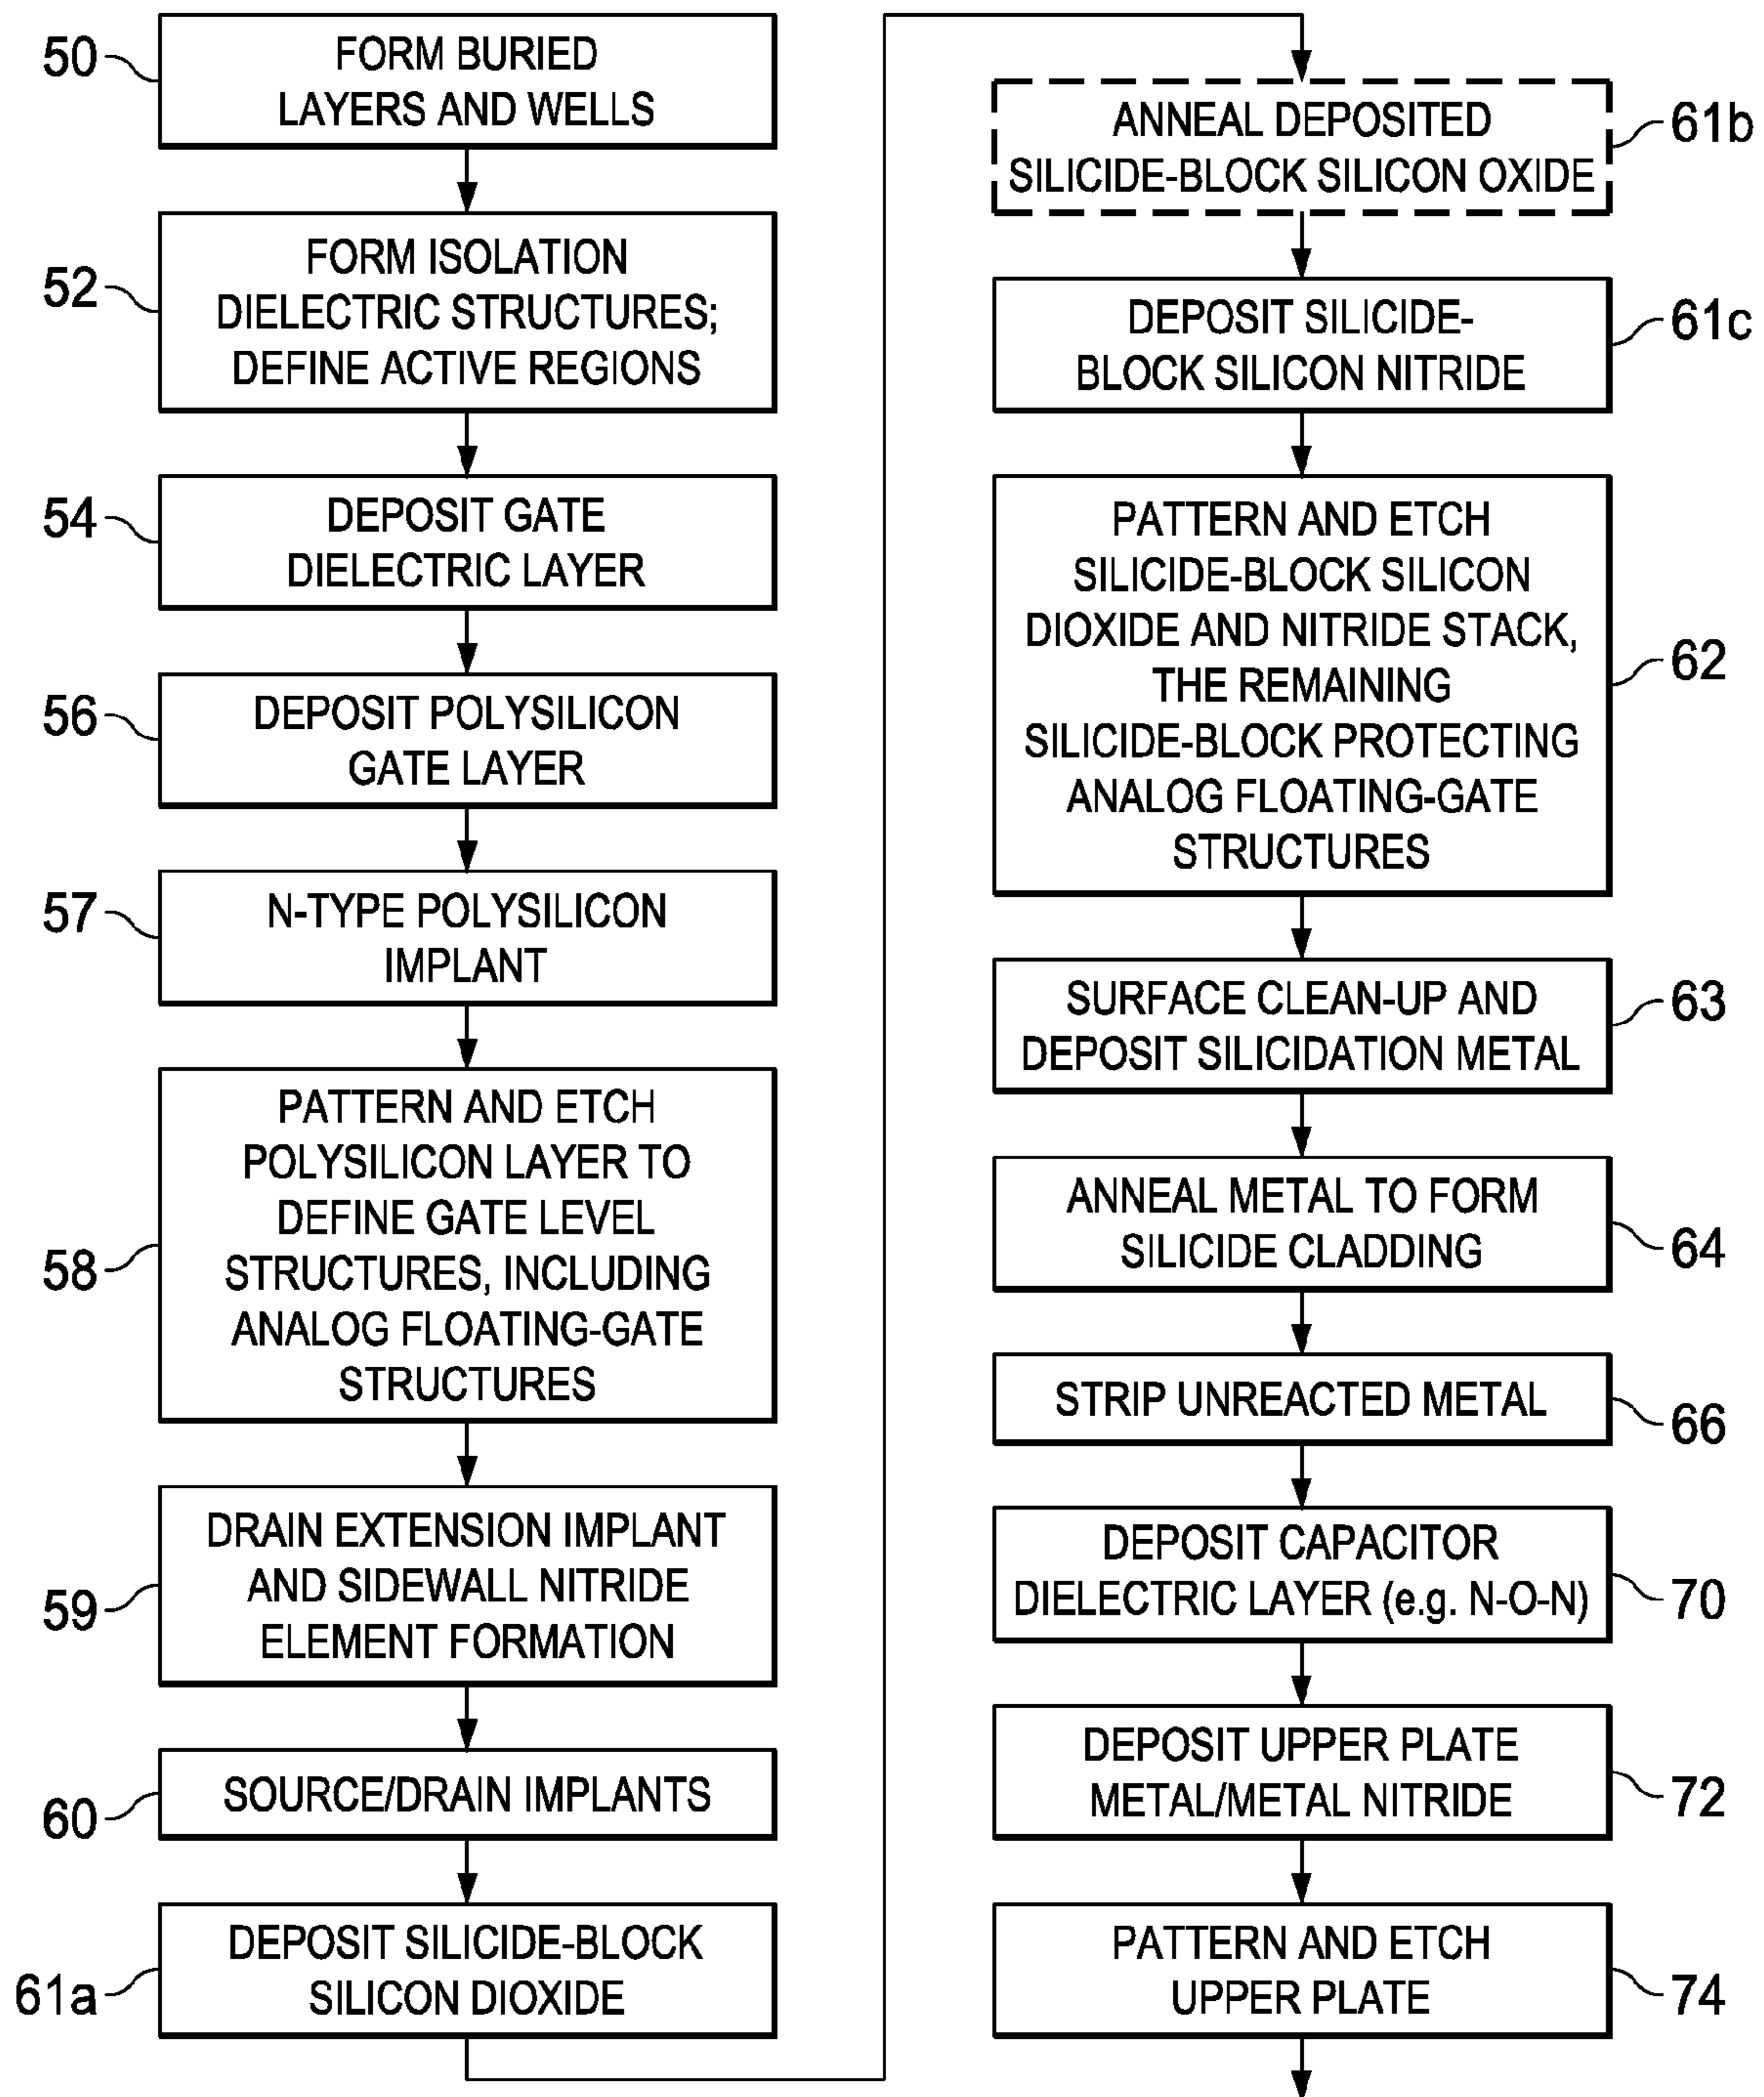 50
FORM BURIED
LAYERS AND WELLS
52
FORM ISOLATION
DIELECTRIC STRUCTURES;
DEFINE ACTIVE REGIONS
54
DEPOSIT GATE
DIELECTRIC LAYER
56
DEPOSIT POLYSILICON
GATE LAYER
57
N-TYPE POLYSILICON
IMPLANT
58
PATTERN AND ETCH
POLYSILICON LAYER TO
DEFINE GATE LEVEL
STRUCTURES, INCLUDING
ANALOG FLOATING-GATE
STRUCTURES
59
DRAIN EXTENSION IMPLANT
AND SIDEWALL NITRIDE
ELEMENT FORMATION
60
SOURCE/DRAIN IMPLANTS
61a
DEPOSIT SILICIDE-BLOCK
SILICON DIOXIDE
ANNEAL DEPOSITED
SILICIDE-BLOCK SILICON OXIDE
61b
DEPOSIT SILICIDE-
BLOCK SILICON NITRIDE
61c
PATTERN AND ETCH
SILICIDE-BLOCK SILICON
DIOXIDE AND NITRIDE STACK,
THE REMAINING
SILICIDE-BLOCK PROTECTING
ANALOG FLOATING-GATE
STRUCTURES
62
SURFACE CLEAN-UP AND
DEPOSIT SILICIDATION METAL
63
ANNEAL METAL TO FORM
SILICIDE CLADDING
64
STRIP UNREACTED METAL
66
DEPOSIT CAPACITOR
DIELECTRIC LAYER (e.g. N-O-N)
70
DEPOSIT UPPER PLATE
METAL/METAL NITRIDE
72
PATTERN AND ETCH
UPPER PLATE
74